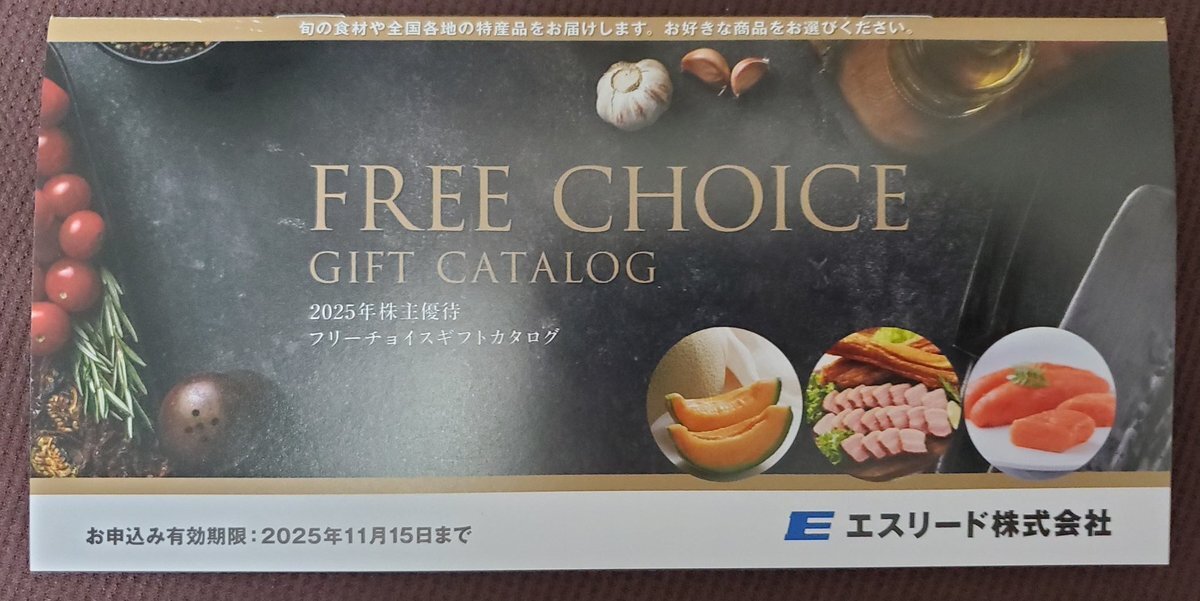 旬の食材や全国各地の特産品をお届けします。お好きな商品をお選びください。
FREE CHOICE
GIFT CATALOG
2025年株主優待
フリーチョイスギフトカタログ
お申込み有効期限：2025年11月15日まで
エスリード株式会社